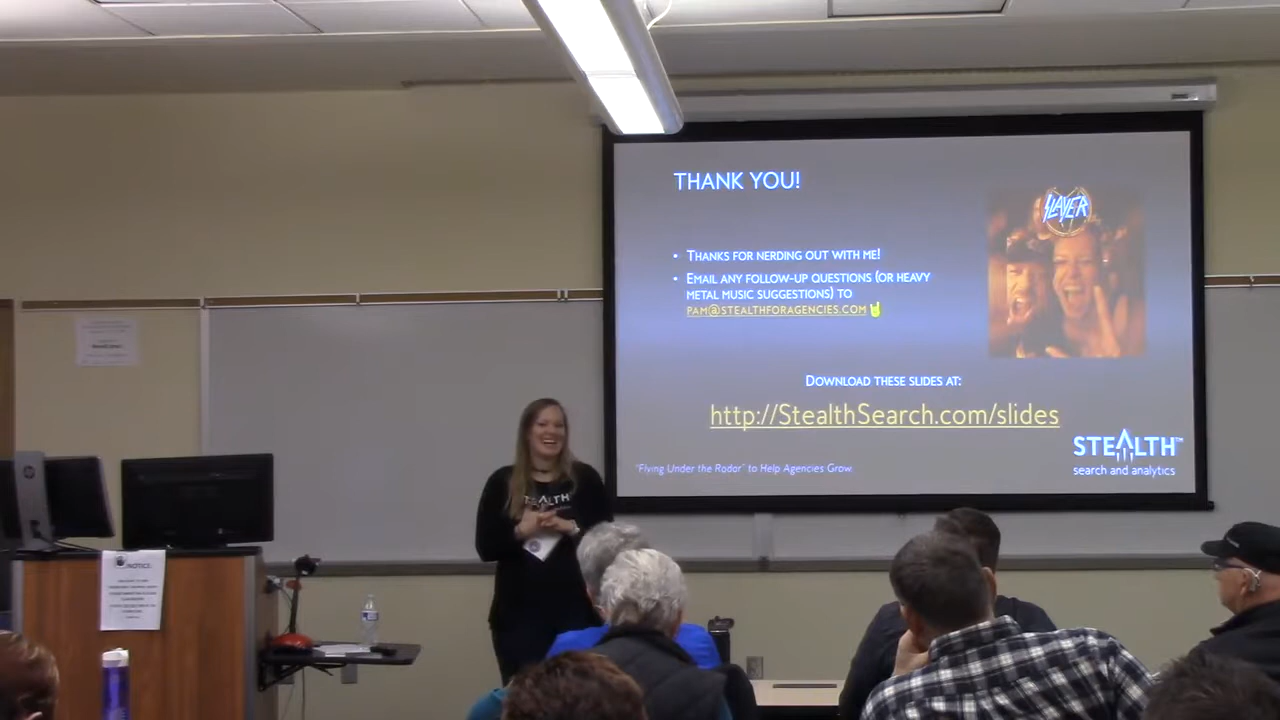 THANK YOU!
SLAYER
• THANKS FOR NERDING OUT WITH ME!
• EMAIL ANY FOLLOW-UP QUESTIONS (OR HEAVY
METAL MUSIC SUGGESTIONS) TO
PAM@STEALTHFORAGENCIES.COM
DOWNLOAD THESE SLIDES AT:
http://StealthSearch.com/slides
STEALTH™
search and analytics
"Flying Under the Radar" to Help Agencies Grow.
STEALTH
NOTICE
hp